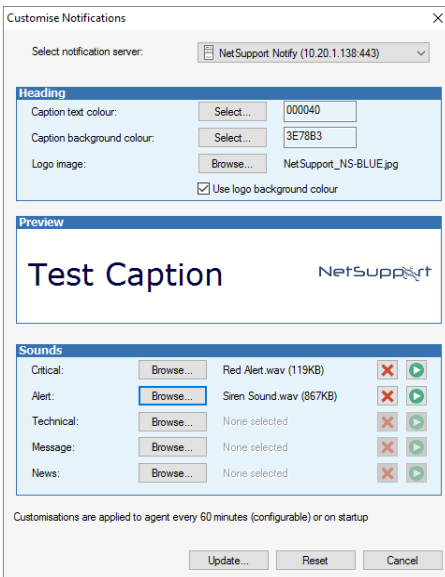 Customise Notifications
Select notification server: NetSupport Notify (10.20.1.138:443)
Heading
Caption text colour: Select... 000040
Caption background colour: Select... 3E78B3
Logo image: Browse... NetSupport_NS-BLUE.jpg
Use logo background colour
Preview
Test Caption NetSupport
Sounds
Critical: Browse... Red Alert.wav (119KB)
Alert: Browse... Siren Sound.wav (867KB)
Technical: Browse... None selected
Message: Browse... None selected
News: Browse... None selected
Customisations are applied to agent every 60 minutes (configurable) or on startup
Update... Reset Cancel